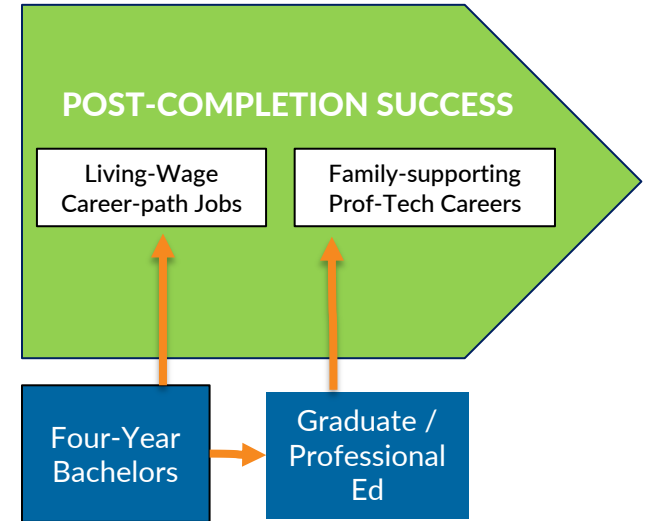 POST-COMPLETION SUCCESS
Living-Wage
Career-path Jobs
Family-supporting
Prof-Tech Careers
Four-Year
Bachelors
Graduate /
Professional
Ed